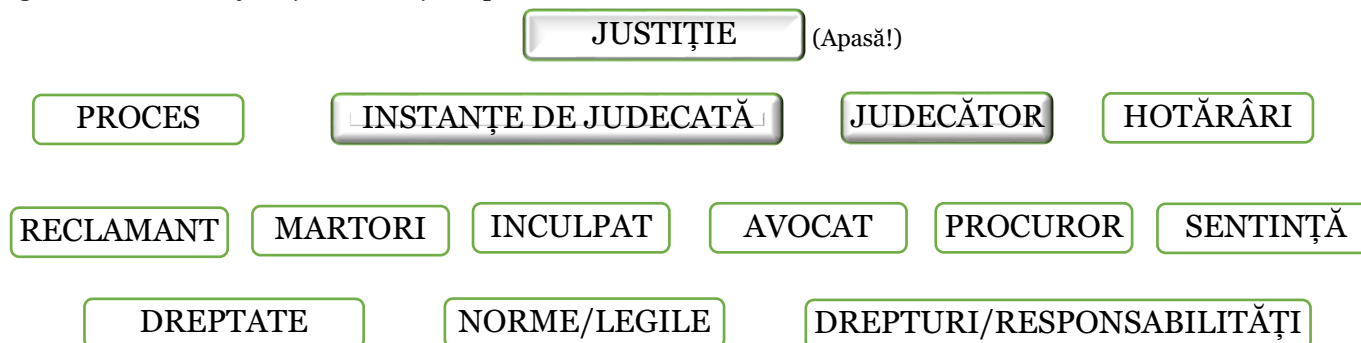 JUSTIȚIE (Apasă!)
PROCES INSTANȚE DE JUDECATĂ JUDECĂTOR HOTĂRÂRI
RECLAMANT MARTORI INCULPAT AVOCAT PROCUROR SENTINȚĂ
DREPTATE NORME/LEGILE DREPTURI/RESPONSABILITĂȚI